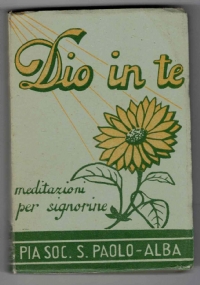 Dio in te
meditazioni
per signorine
PIA SOC. S. PAOLO-ALBA